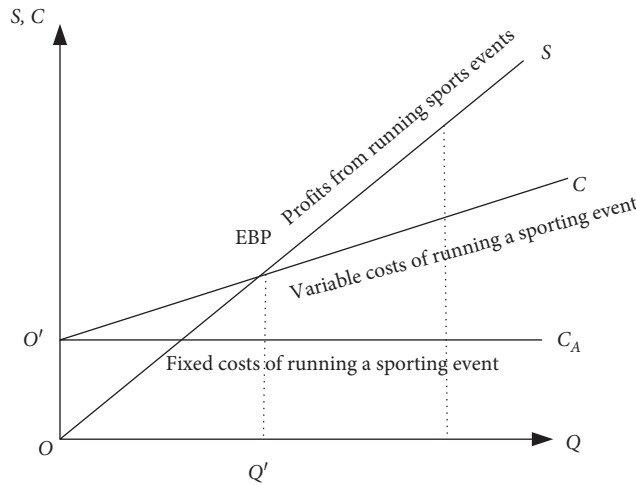 S, C
S
Profits from running sports events
C
EBP
Variable costs of running a sporting event
O′
C_A
Fixed costs of running a sporting event
O
Q
Q′